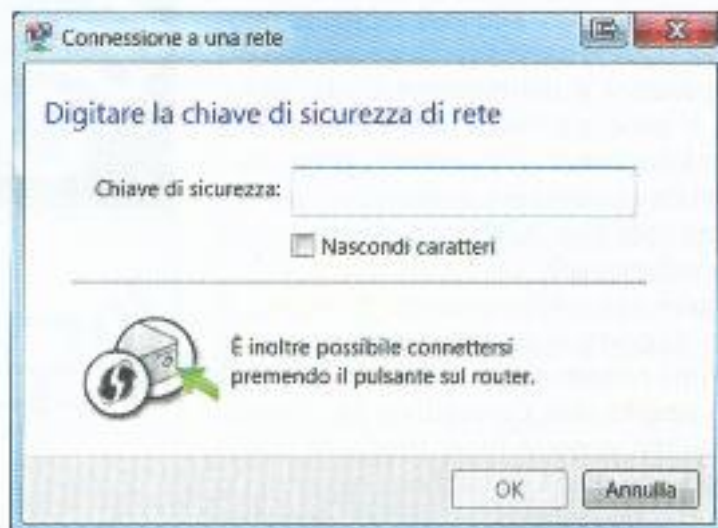 Connessione a una rete
Digitare la chiave di sicurezza di rete
Chiave di sicurezza:
Nascondi caratteri
È inoltre possibile connettersi
premendo il pulsante sul router.
OK
Annulla